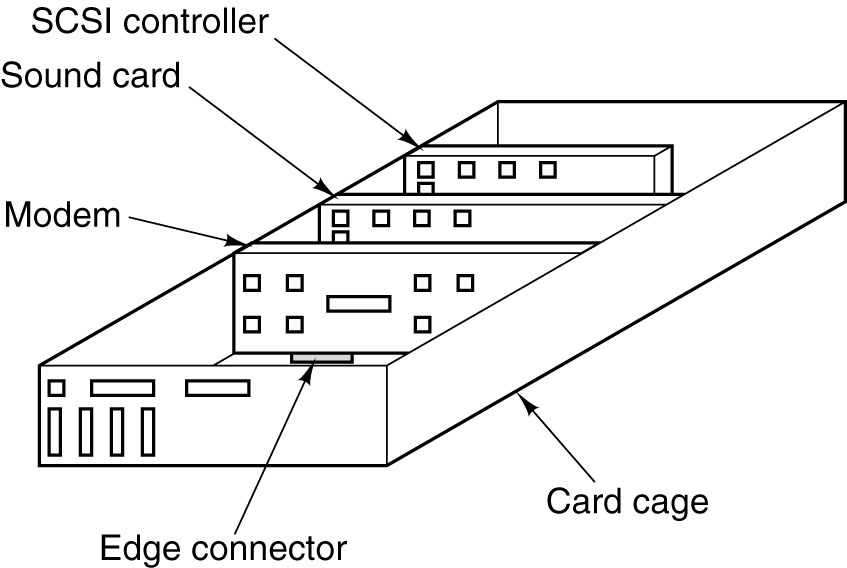 SCSI controller
Sound card
Modem
Card cage
Edge connector